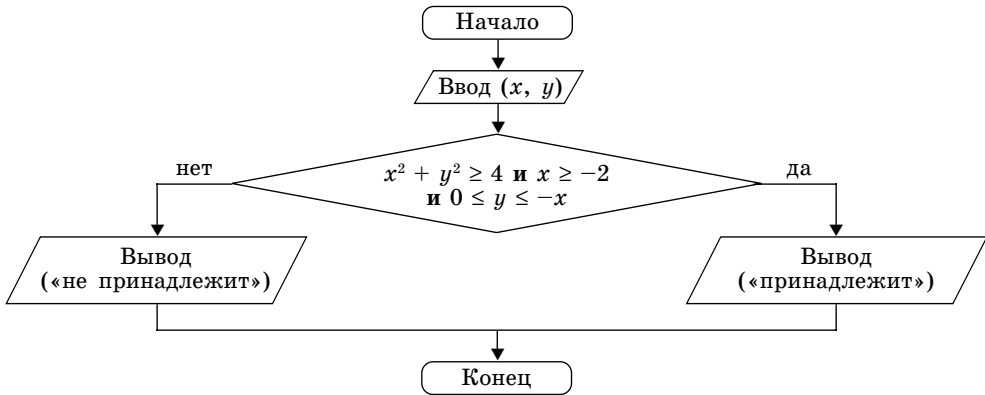 Начало
Ввод (x, y)
нет
x² + y² ≥ 4 и x ≥ −2
и 0 ≤ y ≤ −x
да
Вывод
(«не принадлежит»)
Вывод
(«принадлежит»)
Конец